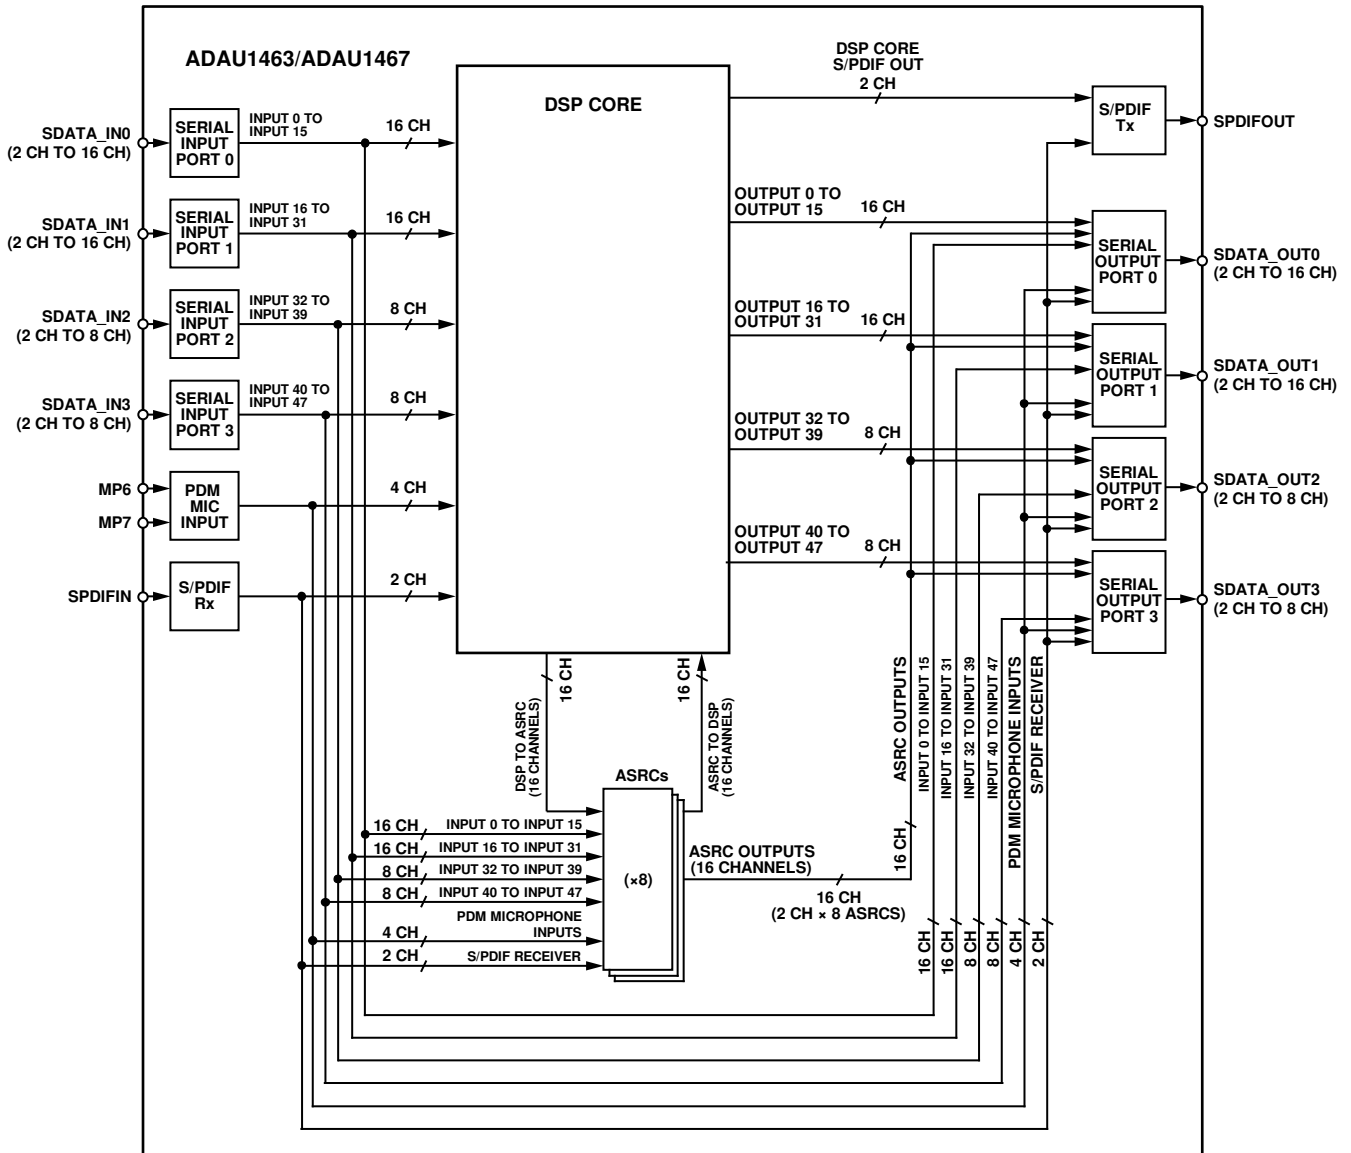 ADAU1463/ADAU1467
DSP CORE
DSP CORE
S/PDIF OUT
2 CH
S/PDIF
Tx
SPDIFOUT
SDATA_IN0
(2 CH TO 16 CH)
SERIAL
INPUT
PORT 0
INPUT 0 TO
INPUT 15
16 CH
SDATA_IN1
(2 CH TO 16 CH)
SERIAL
INPUT
PORT 1
INPUT 16 TO
INPUT 31
16 CH
SDATA_IN2
(2 CH TO 8 CH)
SERIAL
INPUT
PORT 2
INPUT 32 TO
INPUT 39
8 CH
SDATA_IN3
(2 CH TO 8 CH)
SERIAL
INPUT
PORT 3
INPUT 40 TO
INPUT 47
8 CH
MP6
MP7
PDM
MIC
INPUT
4 CH
SPDIFIN
S/PDIF
Rx
2 CH
OUTPUT 0 TO
OUTPUT 15
16 CH
SERIAL
OUTPUT
PORT 0
SDATA_OUT0
(2 CH TO 16 CH)
OUTPUT 16 TO
OUTPUT 31
16 CH
SERIAL
OUTPUT
PORT 1
SDATA_OUT1
(2 CH TO 16 CH)
OUTPUT 32 TO
OUTPUT 39
8 CH
SERIAL
OUTPUT
PORT 2
SDATA_OUT2
(2 CH TO 8 CH)
OUTPUT 40 TO
OUTPUT 47
8 CH
SERIAL
OUTPUT
PORT 3
SDATA_OUT3
(2 CH TO 8 CH)
16 CH
DSP TO ASRC
(16 CHANNELS)
16 CH
ASRC TO DSP
(16 CHANNELS)
ASRC OUTPUTS
INPUT 0 TO INPUT 15
INPUT 16 TO INPUT 31
INPUT 32 TO INPUT 39
INPUT 40 TO INPUT 47
PDM MICROPHONE INPUTS
S/PDIF RECEIVER
ASRCs
(×8)
16 CH
INPUT 0 TO INPUT 15
16 CH
INPUT 16 TO INPUT 31
8 CH
INPUT 32 TO INPUT 39
8 CH
INPUT 40 TO INPUT 47
PDM MICROPHONE
INPUTS
4 CH
2 CH
S/PDIF RECEIVER
ASRC OUTPUTS
(16 CHANNELS)
16 CH
(2 CH × 8 ASRCS)
16 CH
16 CH
16 CH
8 CH
8 CH
4 CH
2 CH